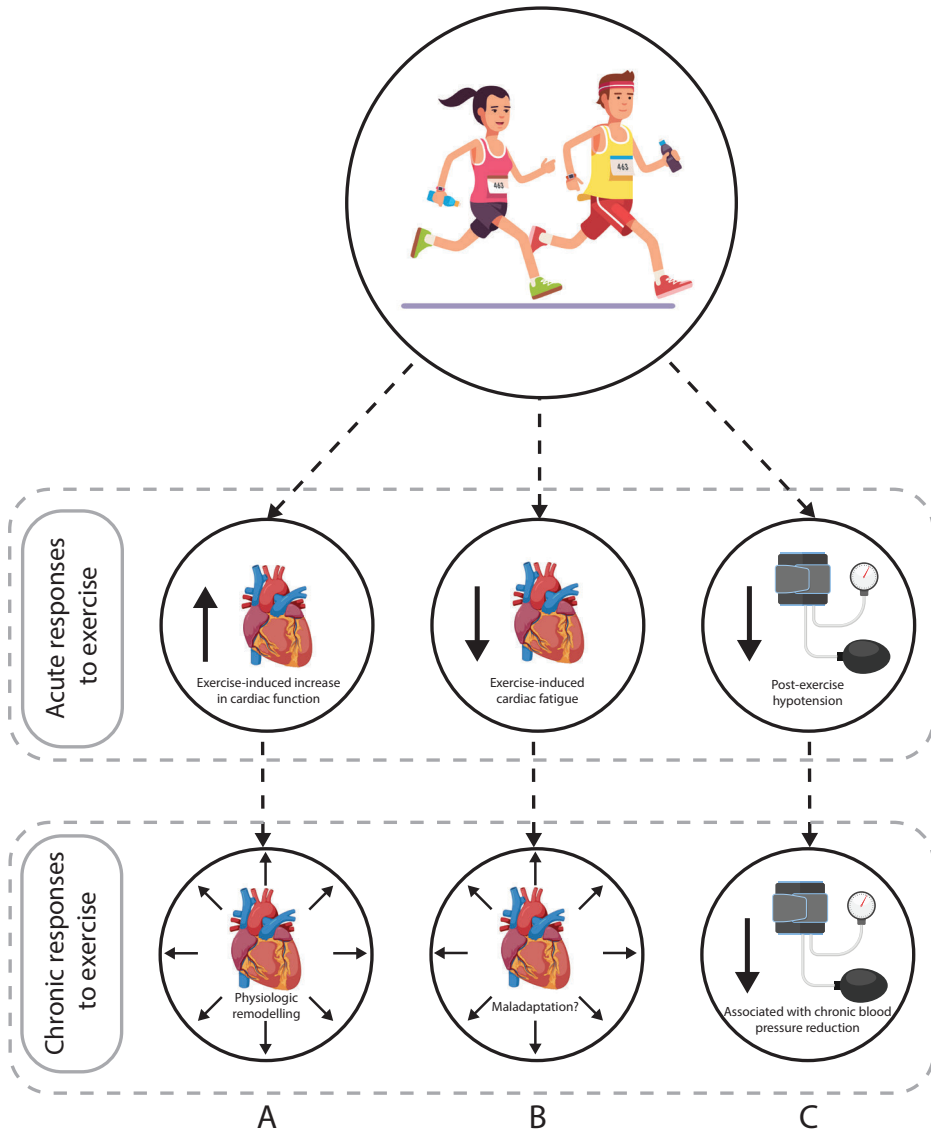 463
463
Acute responses
to exercise
Exercise-induced increase
in cardiac function
Exercise-induced
cardiac fatigue
Post-exercise
hypotension
Chronic responses
to exercise
Physiologic
remodelling
Maladaptation?
Associated with chronic blood
pressure reduction
A
B
C